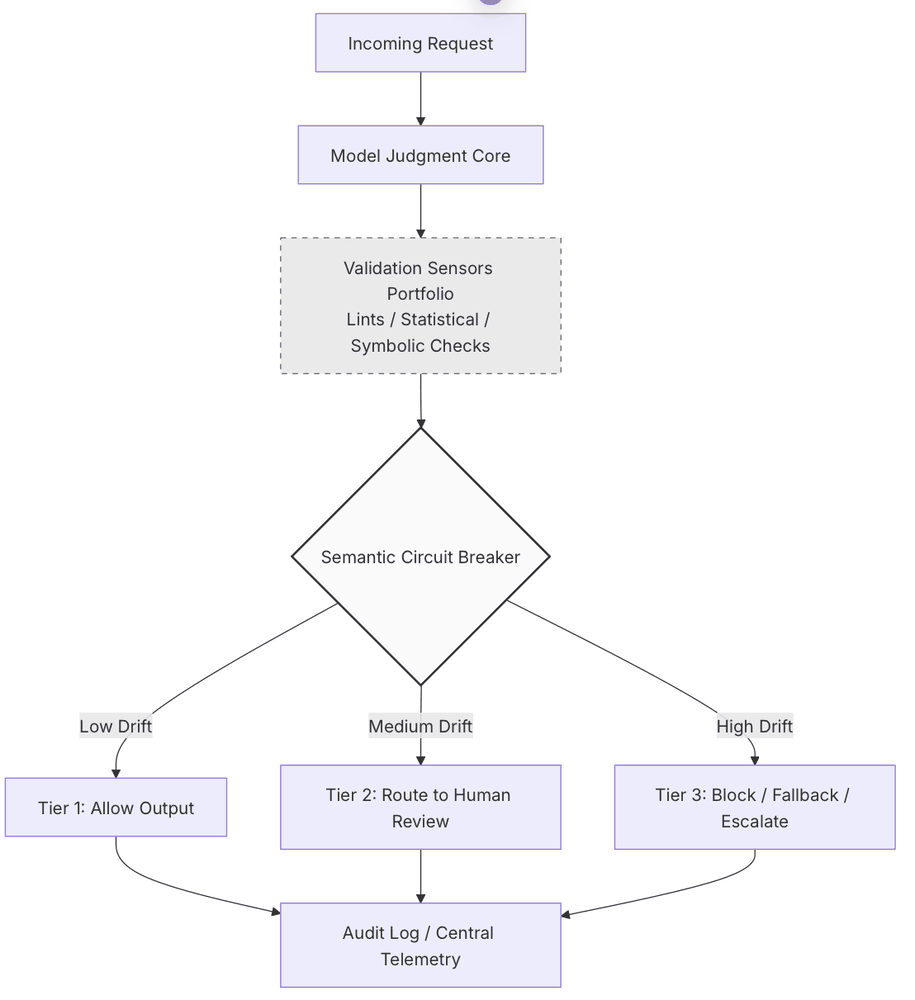 Incoming Request
Model Judgment Core
Validation Sensors
Portfolio
Lints / Statistical /
Symbolic Checks
Semantic Circuit Breaker
Low Drift
Medium Drift
High Drift
Tier 1: Allow Output
Tier 2: Route to Human
Review
Tier 3: Block / Fallback /
Escalate
Audit Log / Central
Telemetry